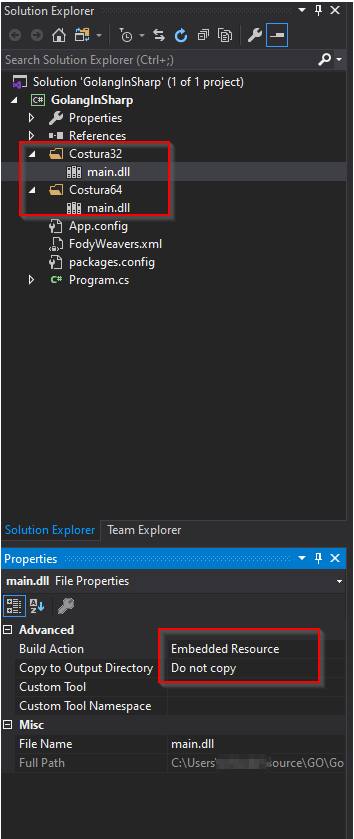 Solution Explorer
Search Solution Explorer (Ctrl+;)
Solution 'GolangInSharp' (1 of 1 project)
C# GolangInSharp
Properties
References
Costura32
main.dll
Costura64
main.dll
App.config
FodyWeavers.xml
packages.config
C# Program.cs
Solution Explorer Team Explorer
Properties
main.dll File Properties
Advanced
Build Action Embedded Resource
Copy to Output Directory Do not copy
Custom Tool
Custom Tool Namespace
Misc
File Name main.dll
Full Path C:\Users\ source\GO\Go